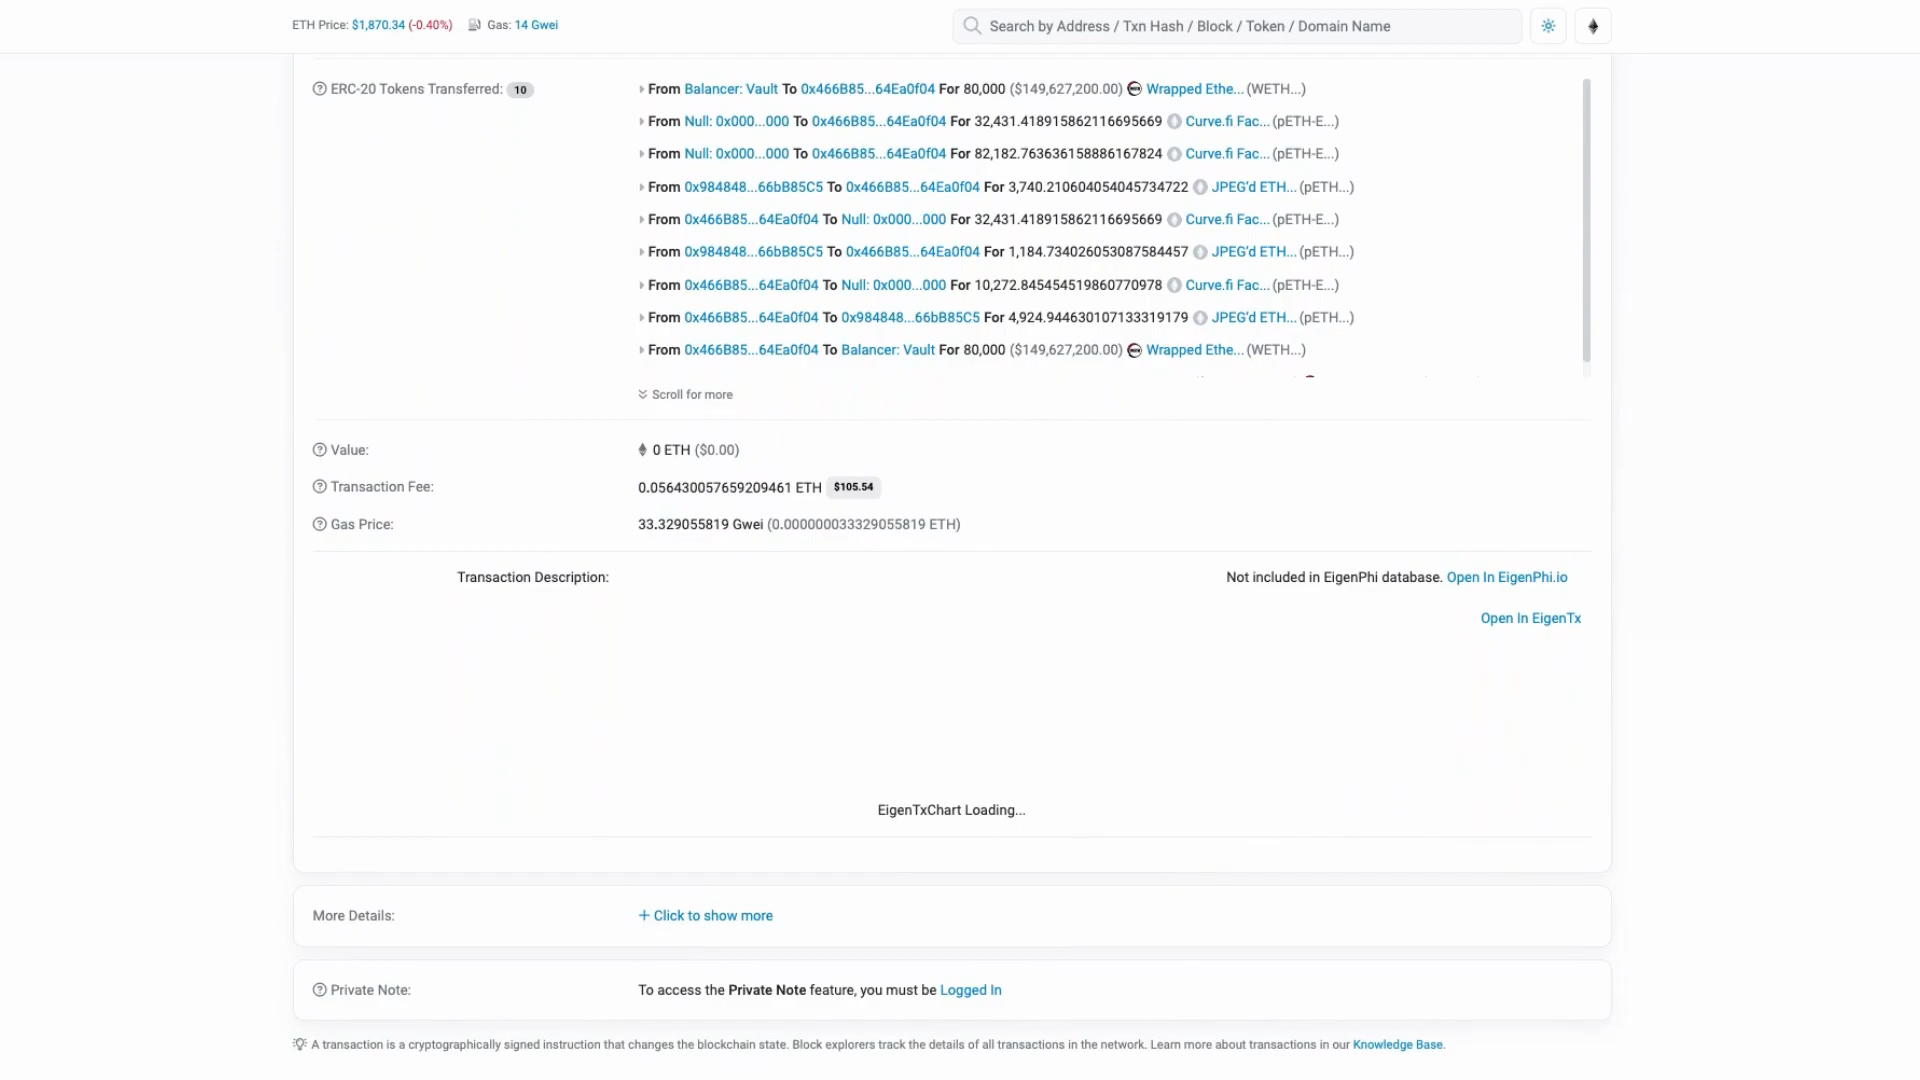 ETH Price: $1,870.34 (-0.40%) Gas: 14 Gwei
Search by Address / Txn Hash / Block / Token / Domain Name
ERC-20 Tokens Transferred: 10
From Balancer: Vault To 0x466B85...64Ea0f04 For 80,000 ($149,627,200.00) Wrapped Ethe... (WETH...)
From Null: 0x000...000 To 0x466B85...64Ea0f04 For 32,431.418915862116695669 Curve.fi Fac... (pETH-E...)
From Null: 0x000...000 To 0x466B85...64Ea0f04 For 82,182.763636158886167824 Curve.fi Fac... (pETH-E...)
From 0x984848...66bB85C5 To 0x466B85...64Ea0f04 For 3,740.210604054045734722 JPEG'd ETH... (pETH...)
From 0x466B85...64Ea0f04 To Null: 0x000...000 For 32,431.418915862116695669 Curve.fi Fac... (pETH-E...)
From 0x984848...66bB85C5 To 0x466B85...64Ea0f04 For 1,184.734026053087584457 JPEG'd ETH... (pETH...)
From 0x466B85...64Ea0f04 To Null: 0x000...000 For 10,272.845454519860770978 Curve.fi Fac... (pETH-E...)
From 0x466B85...64Ea0f04 To 0x984848...66bB85C5 For 4,924.944630107133319179 JPEG'd ETH... (pETH...)
From 0x466B85...64Ea0f04 To Balancer: Vault For 80,000 ($149,627,200.00) Wrapped Ethe... (WETH...)
Scroll for more
Value: 0 ETH ($0.00)
Transaction Fee: 0.056430057659209461 ETH $105.54
Gas Price: 33.329055819 Gwei (0.000000033329055819 ETH)
Transaction Description: Not included in EigenPhi database. Open In EigenPhi.io
Open In EigenTx
EigenTxChart Loading...
More Details: + Click to show more
Private Note: To access the Private Note feature, you must be Logged In
A transaction is a cryptographically signed instruction that changes the blockchain state. Block explorers track the details of all transactions in the network. Learn more about transactions in our Knowledge Base.